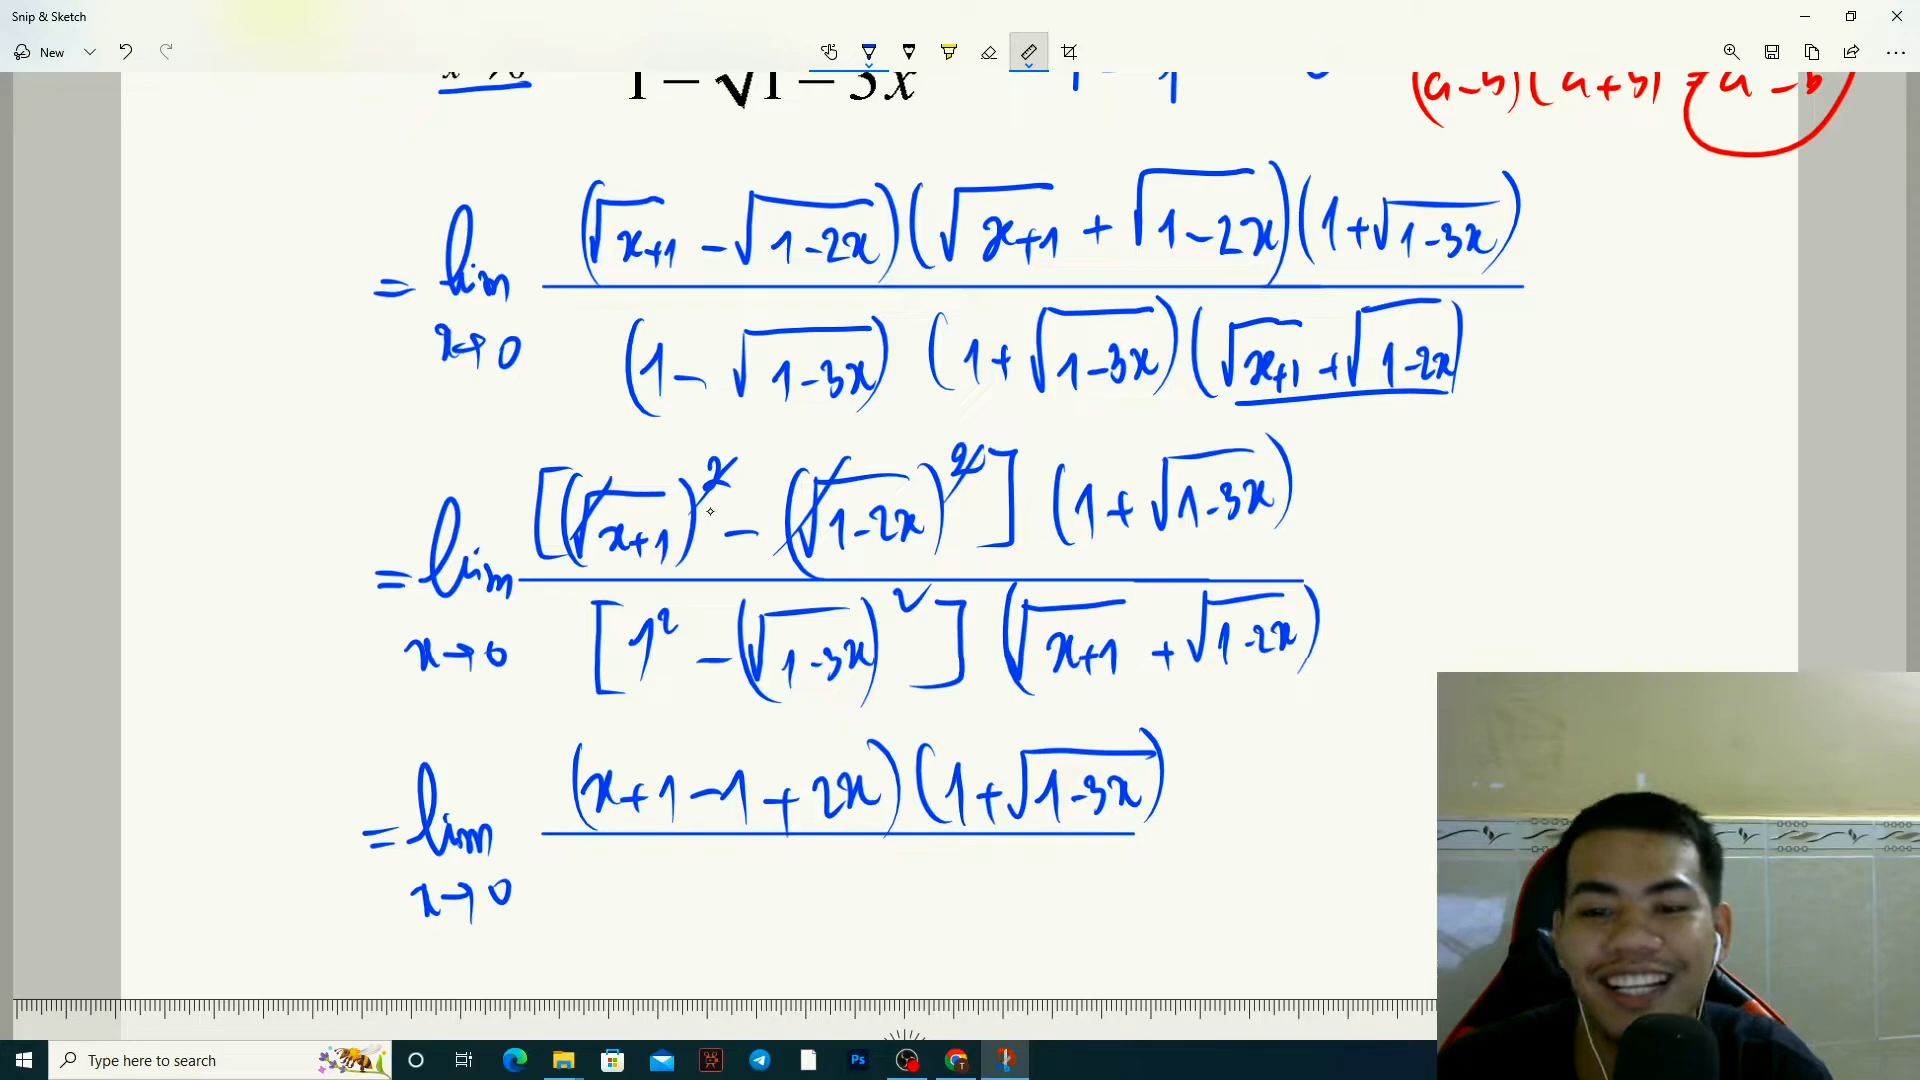 Snip & Sketch
New
1 − √1 − 3x
(a−b)(a+b) = a − b
= lim x→0 (√x+1 − √1−2x)(√x+1 + √1−2x)(1+√1−3x)
(1 − √1−3x)(1+√1−3x)(√x+1 + √1−2x)
= lim x→0 [(√x+1)² − (√1−2x)²](1+√1−3x)
[1² − (√1−3x)²](√x+1 + √1−2x)
= lim x→0 (x+1−1+2x)(1+√1−3x)
Type here to search
Ps